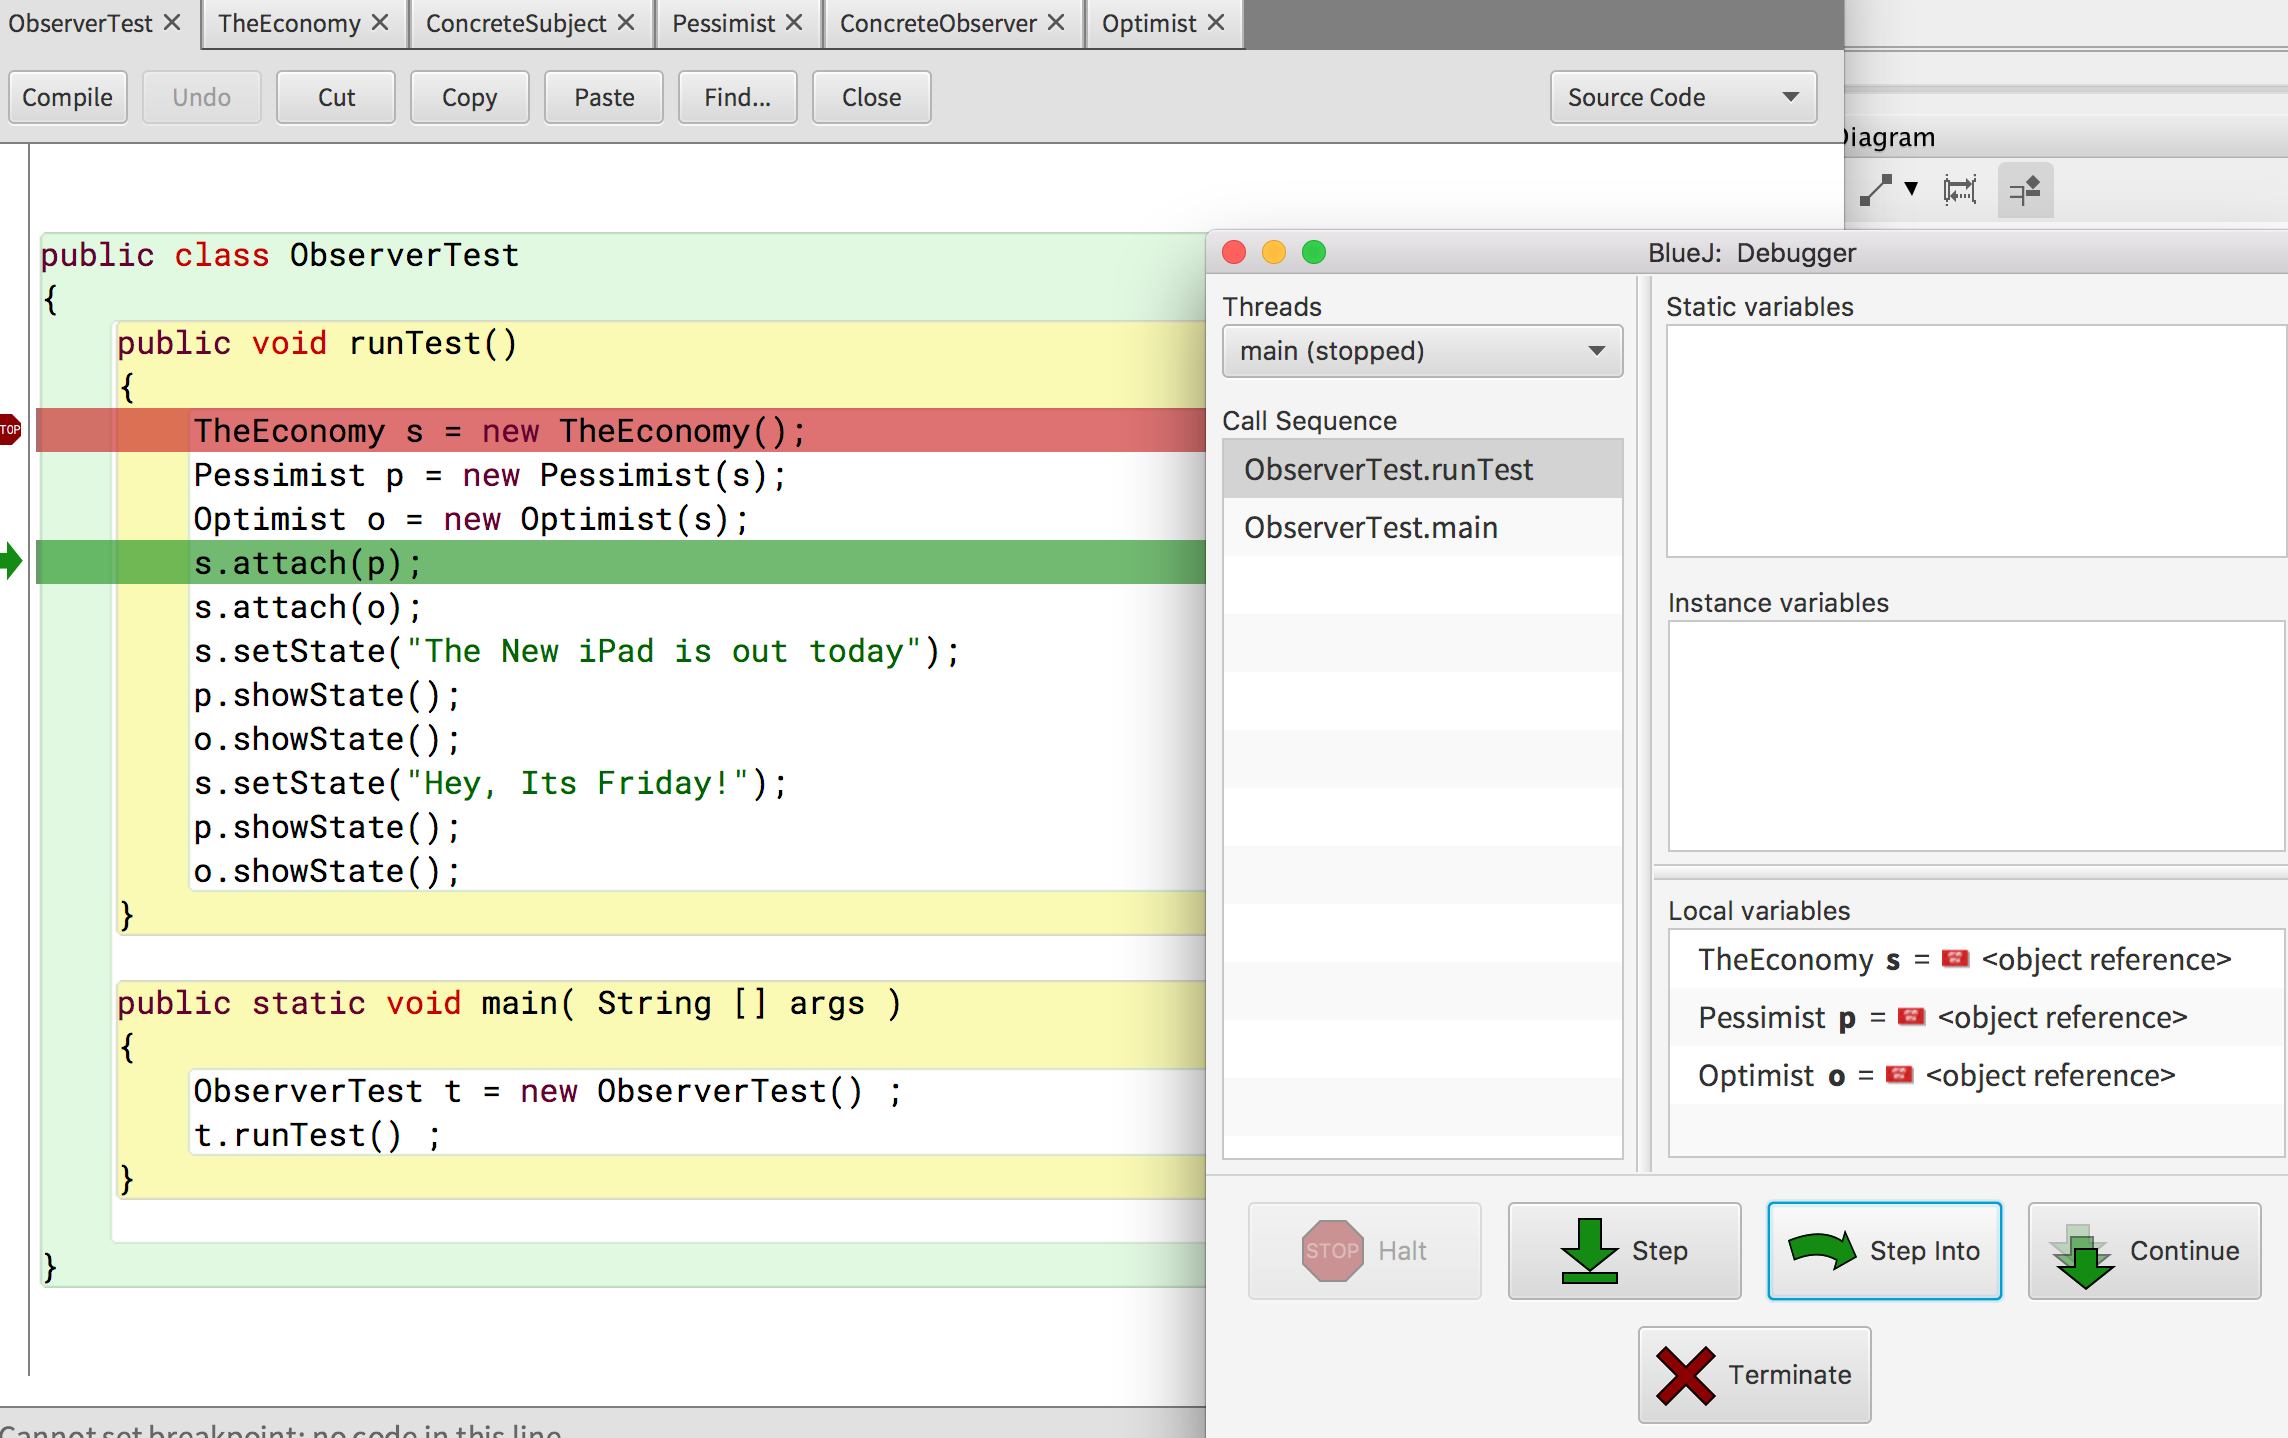 ObserverTest TheEconomy ConcreteSubject Pessimist ConcreteObserver Optimist
Compile Undo Cut Copy Paste Find... Close Source Code
Diagram
public class ObserverTest
{
public void runTest()
{
TOP
TheEconomy s = new TheEconomy();
Pessimist p = new Pessimist(s);
Optimist o = new Optimist(s);
s.attach(p);
s.attach(o);
s.setState("The New iPad is out today");
p.showState();
o.showState();
s.setState("Hey, Its Friday!");
p.showState();
o.showState();
}
public static void main( String [] args )
{
ObserverTest t = new ObserverTest() ;
t.runTest() ;
}
}
Cannot set breakpoint: no code in this line.
BlueJ: Debugger
Threads
main (stopped)
Call Sequence
ObserverTest.runTest
ObserverTest.main
Static variables
Instance variables
Local variables
TheEconomy s = <object reference>
Pessimist p = <object reference>
Optimist o = <object reference>
STOP Halt
Step
Step Into
Continue
Terminate